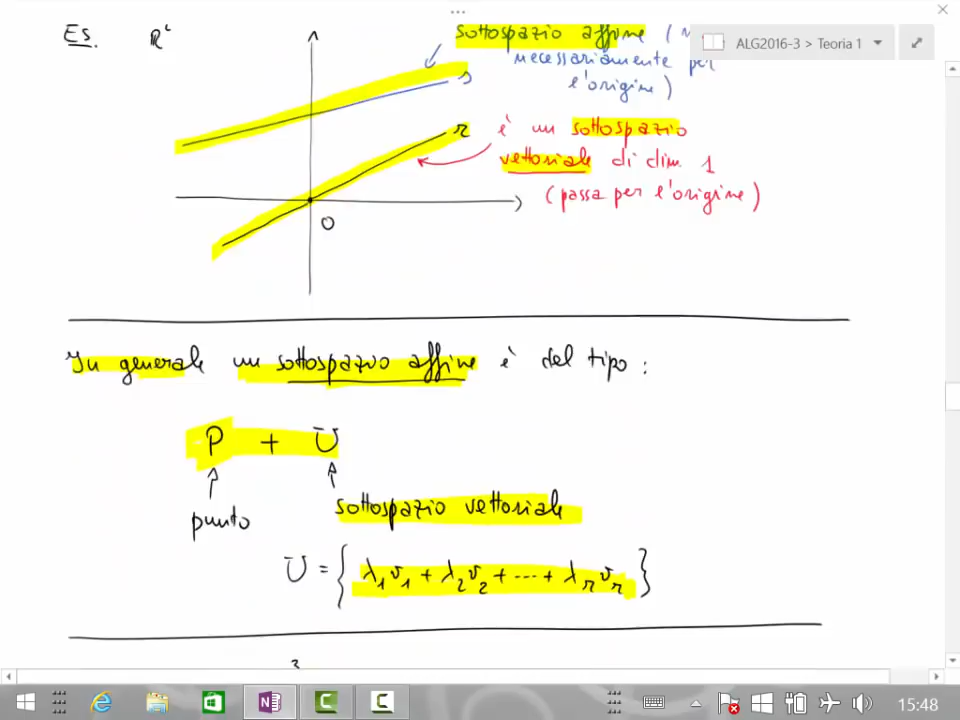 Es. R²
sottospazio affine (
necessariamente per
l'origine)
ALG2016-3 > Teoria 1
s
r
è un sottospazio
vettoriale di dim. 1
(passa per l'origine)
O
In generale un sottospazio affine è del tipo:
P + U
punto
sottospazio vettoriale
U = { λ₁v₁ + λ₂v₂ + ... + λᵣvᵣ }
15:48